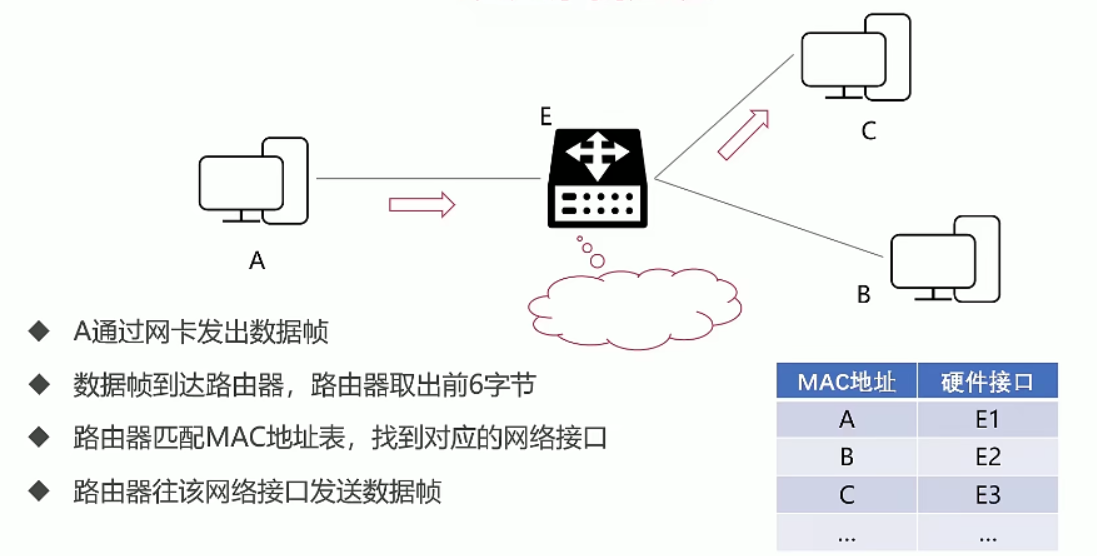 E
C
A
B
A通过网卡发出数据帧
数据帧到达路由器，路由器取出前6字节
路由器匹配MAC地址表，找到对应的网络接口
路由器往该网络接口发送数据帧
MAC地址 硬件接口
A E1
B E2
C E3
... ...